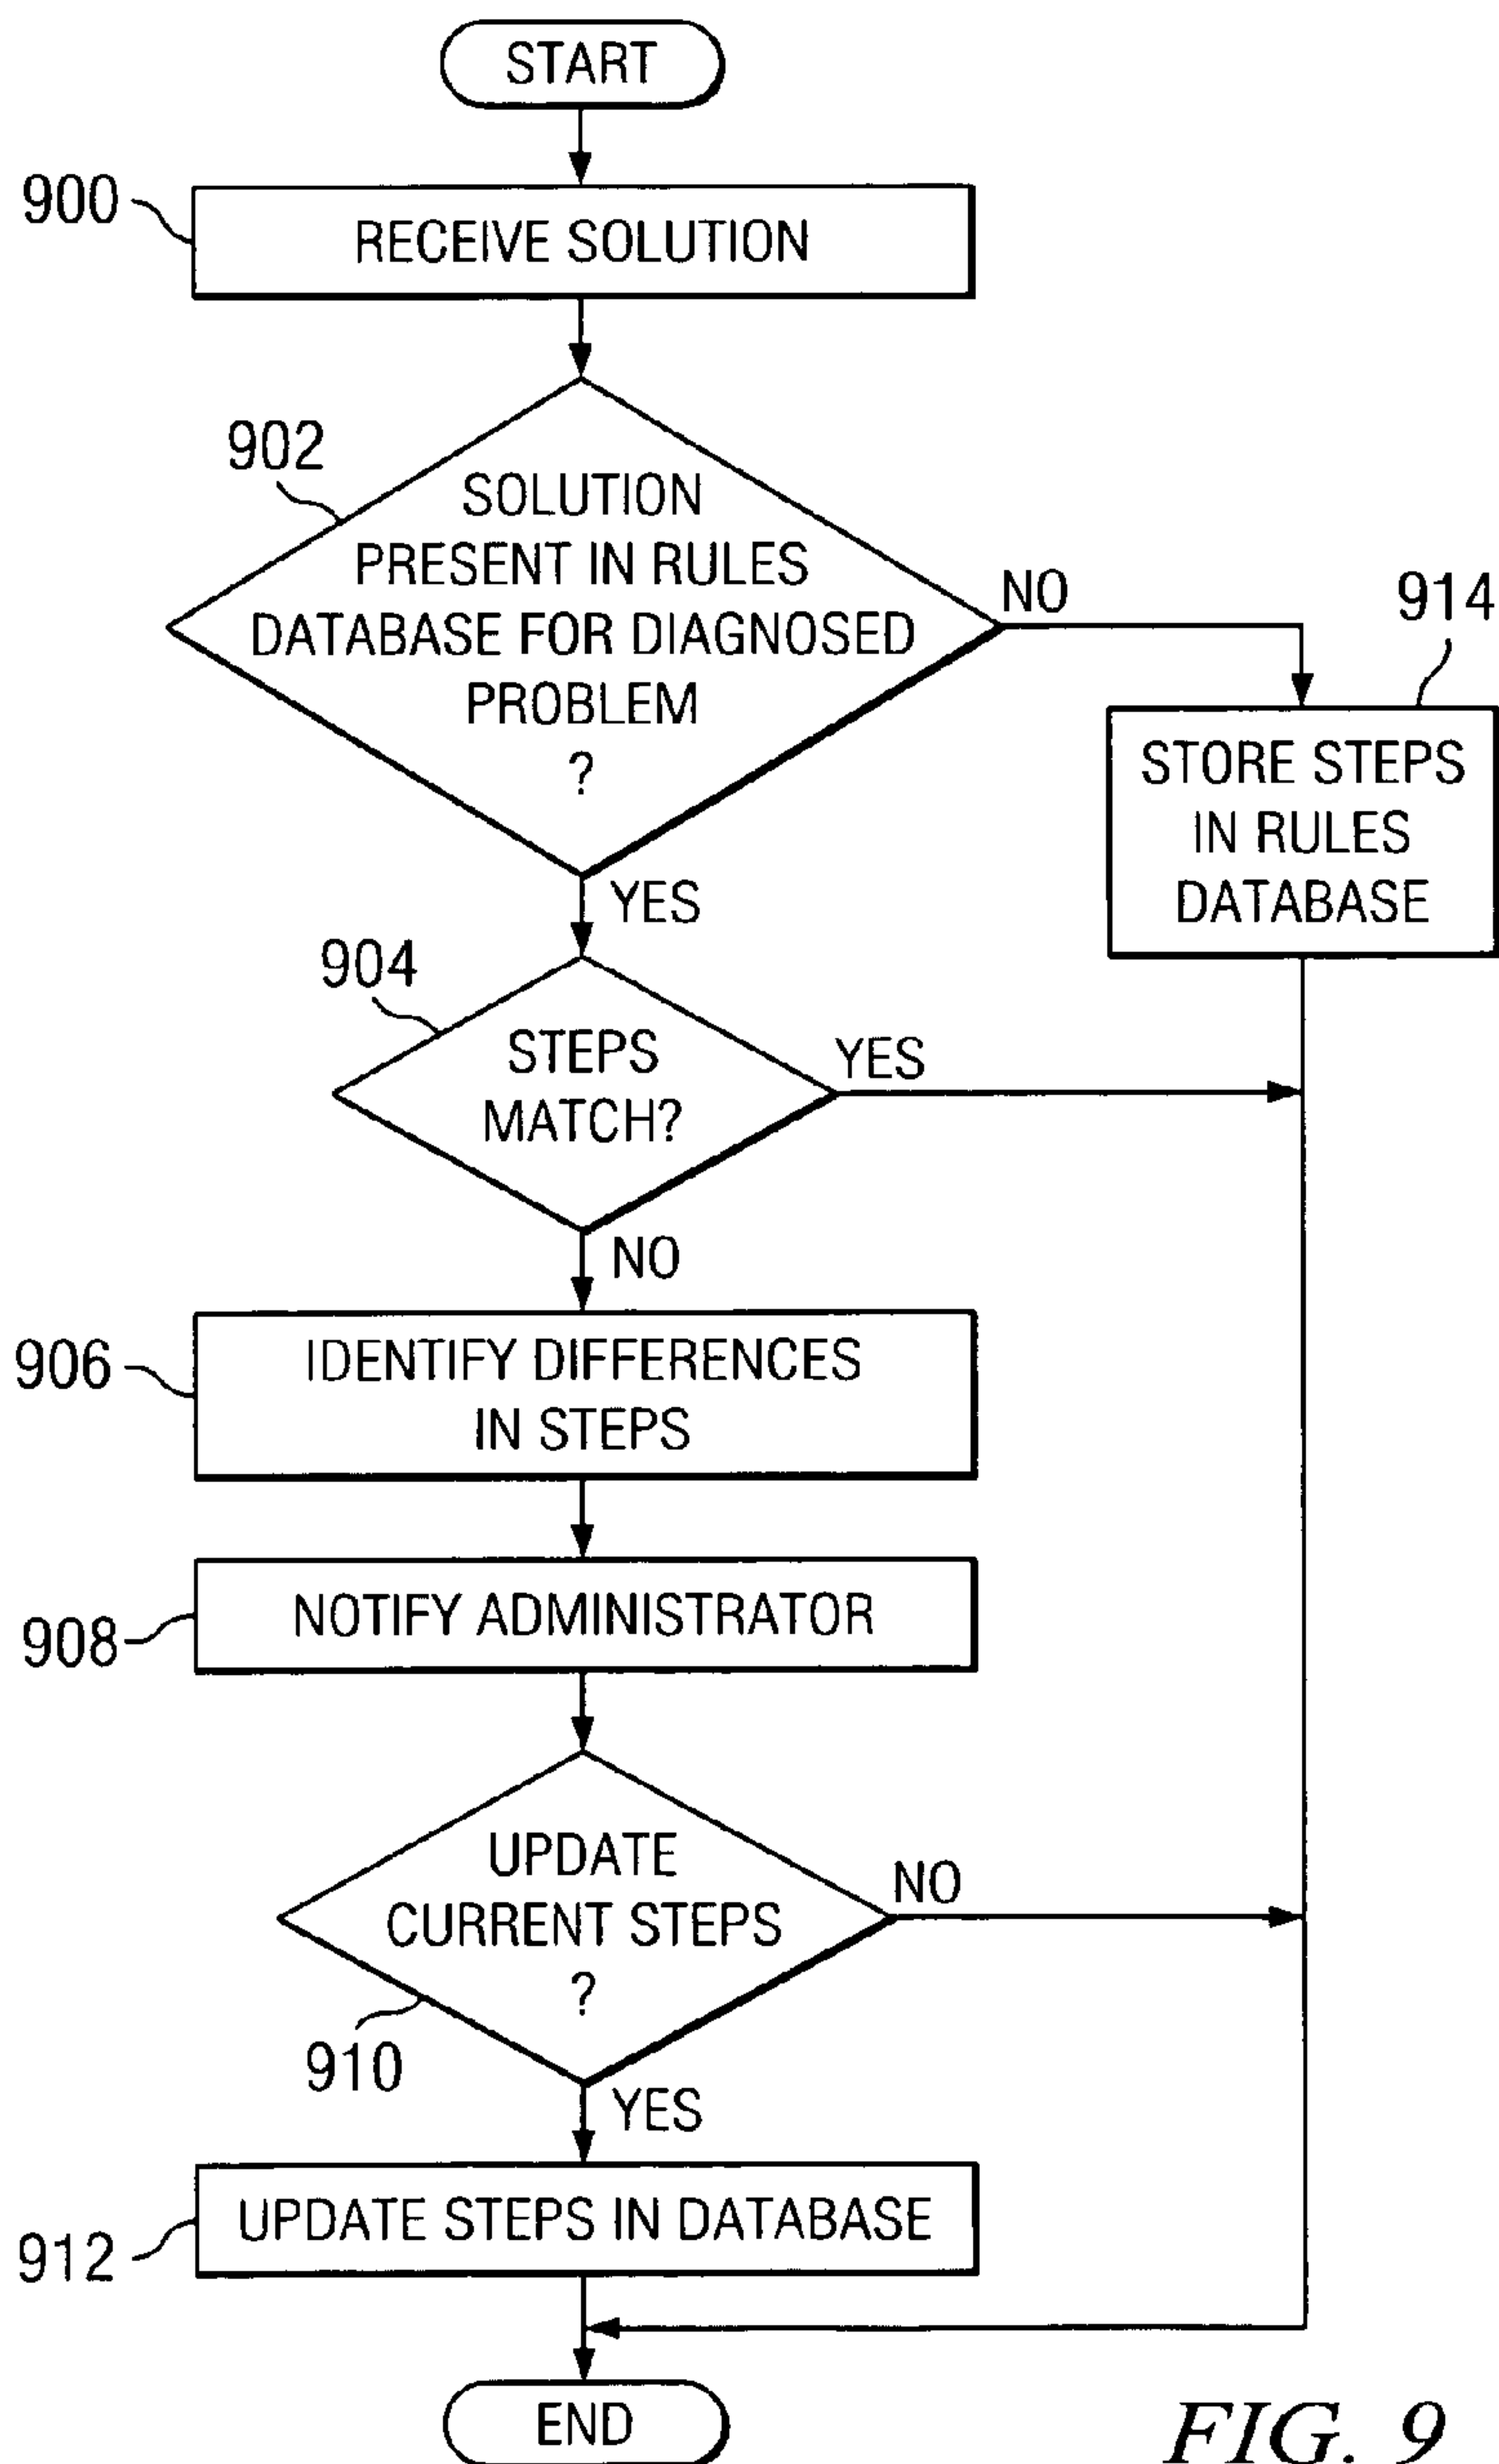 START
900
RECEIVE SOLUTION
902
SOLUTION
PRESENT IN RULES
DATABASE FOR DIAGNOSED
PROBLEM
?
NO
914
STORE STEPS
IN RULES
DATABASE
YES
904
STEPS
MATCH?
YES
NO
906
IDENTIFY DIFFERENCES
IN STEPS
908
NOTIFY ADMINISTRATOR
UPDATE
CURRENT STEPS
?
NO
910
YES
912
UPDATE STEPS IN DATABASE
END
FIG. 9